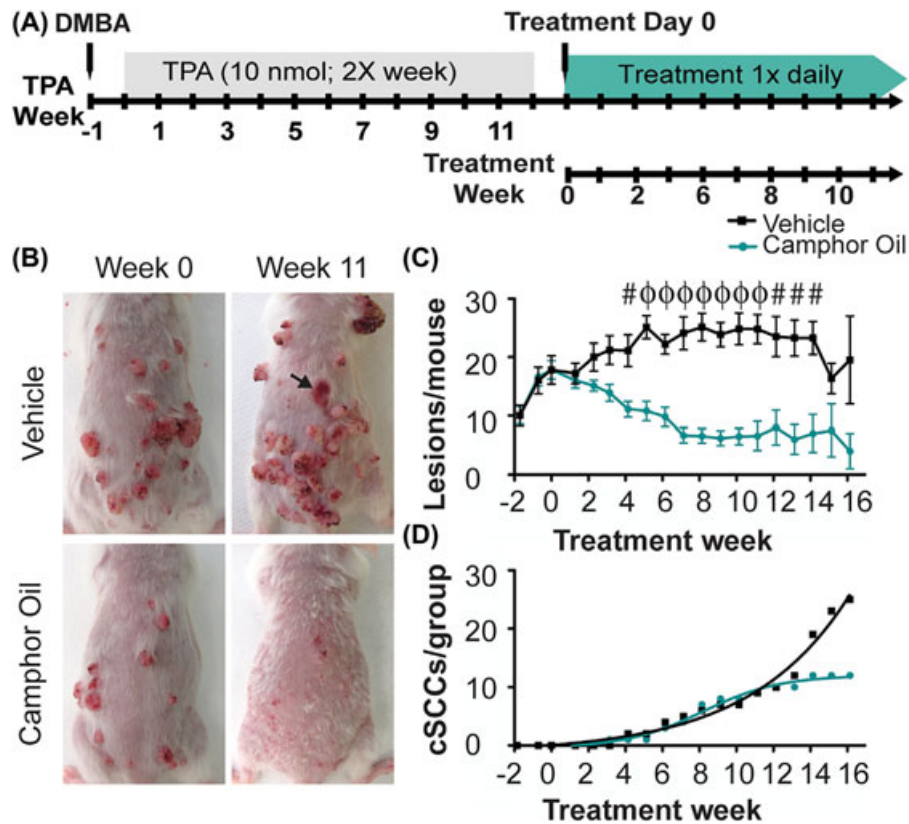 (A) DMBA
Treatment Day 0
TPA (10 nmol; 2X week)
Treatment 1x daily
TPA
Week
-1 1 3 5 7 9 11
Treatment
Week
0 2 4 6 8 10
Vehicle
Camphor Oil
(B)
Week 0 Week 11
Vehicle
Camphor Oil
(C)
#ϕϕϕϕϕϕϕ###
Lesions/mouse
30
20
10
0
-2 0 2 4 6 8 10 12 14 16
Treatment week
(D)
cSCCs/group
30
20
10
0
-2 0 2 4 6 8 10 12 14 16
Treatment week